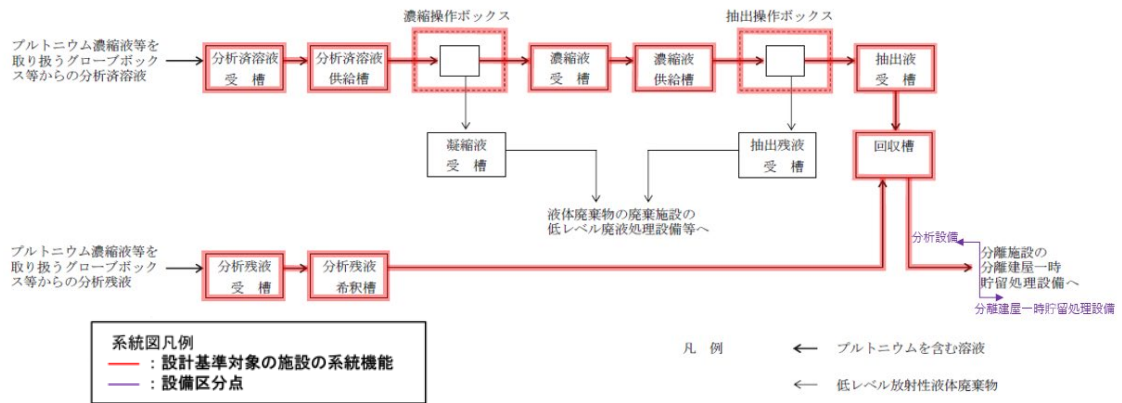 濃縮操作ボックス
抽出操作ボックス
プルトニウム濃縮液等を
取り扱うグローブボック
ス等からの分析済溶液
分析済溶液
受　槽
分析済溶液
供給槽
濃縮液
受　槽
濃縮液
供給槽
抽出液
受　槽
凝縮液
受　槽
抽出残液
受　槽
回収槽
液体廃棄物の廃棄施設の
低レベル廃液処理設備等へ
プルトニウム濃縮液等を
取り扱うグローブボック
ス等からの分析残液
分析残液
受　槽
分析残液
希釈槽
分析設備
分離施設の
分離建屋一時
貯留処理設備へ
分離建屋一時貯留処理設備
系統図凡例
：設計基準対象の施設の系統機能
：設備区分点
凡　例
プルトニウムを含む溶液
低レベル放射性液体廃棄物